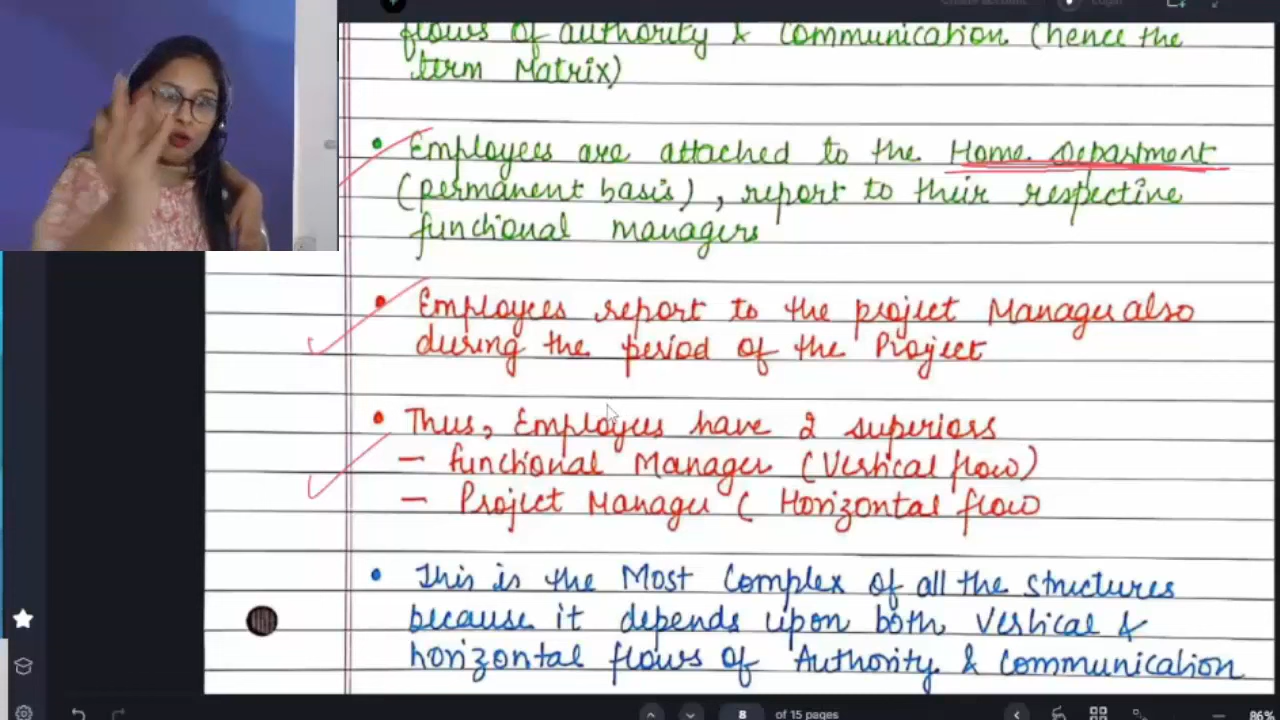 flows of authority & Communication (hence the
term Matrix)
• Employees are attached to the Home Department
(permanent basis), report to their respective
functional managers
• Employees report to the project Manager also
during the period of the Project
• Thus, Employees have 2 superiors
— functional Manager (Vertical flow)
— Project Manager ( Horizontal flow
• This is the Most Complex of all the structures
because it depends upon both Vertical &
horizontal flows of Authority & Communication
8 of 15 pages
86%